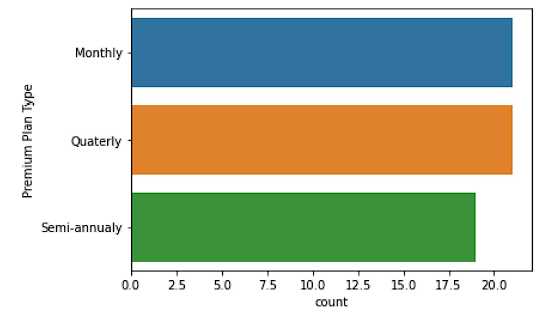 Premium Plan Type
Monthly
Quaterly
Semi-annualy
0.0 2.5 5.0 7.5 10.0 12.5 15.0 17.5 20.0
count